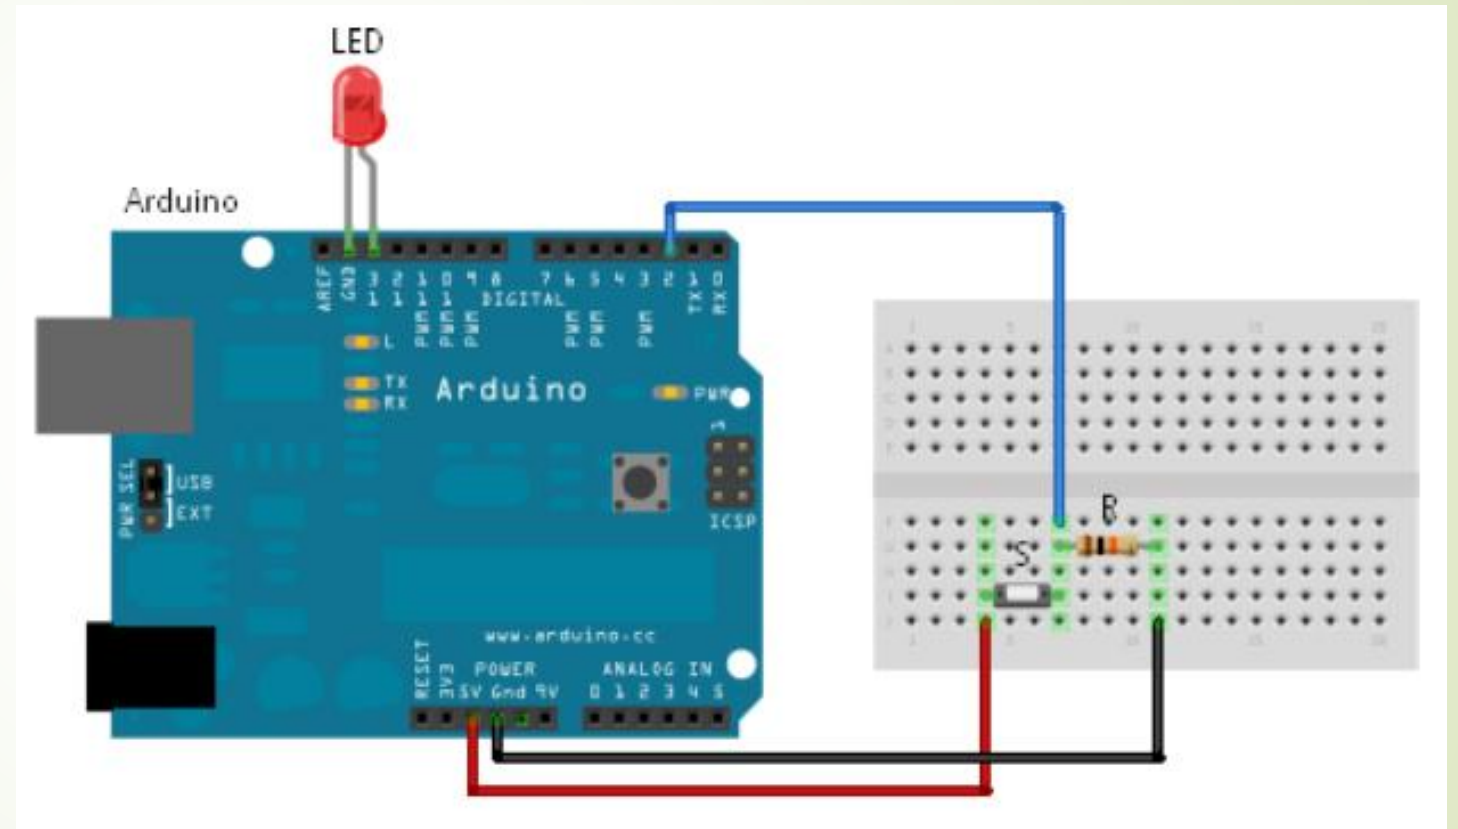 LED
Arduino
AREF
GND
13
12
11
10
9
8
7
6
5
4
3
2
1
0
TX
RX
DIGITAL
PWM
PWM
PWM
PWM
PWM
PWM
L
TX
RX
Arduino
PWR
ICSP
PWR SEL
USB
EXT
R
S
www.arduino.cc
RESET
3V3
POWER
5V Gnd 9V
ANALOG IN
0 1 2 3 4 5